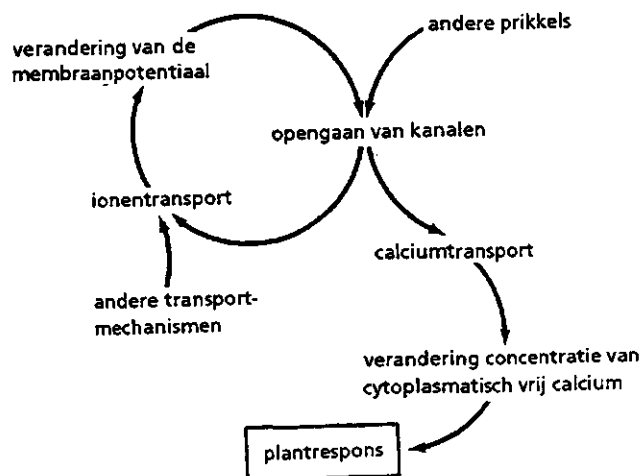 andere prikkels
verandering van de
membraanpotentiaal
opengaan van kanalen
ionentransport
calciumtransport
andere transport-
mechanismen
verandering concentratie van
cytoplasmatisch vrij calcium
plantrespons